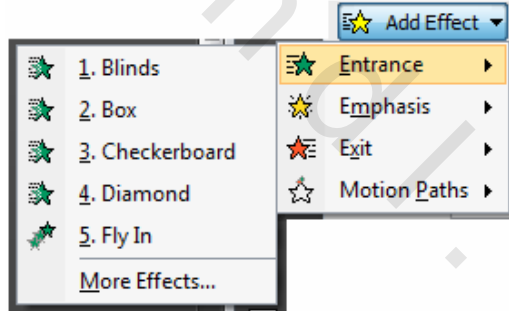 Add Effect
Entrance
Emphasis
Exit
Motion Paths
1. Blinds
2. Box
3. Checkerboard
4. Diamond
5. Fly In
More Effects...